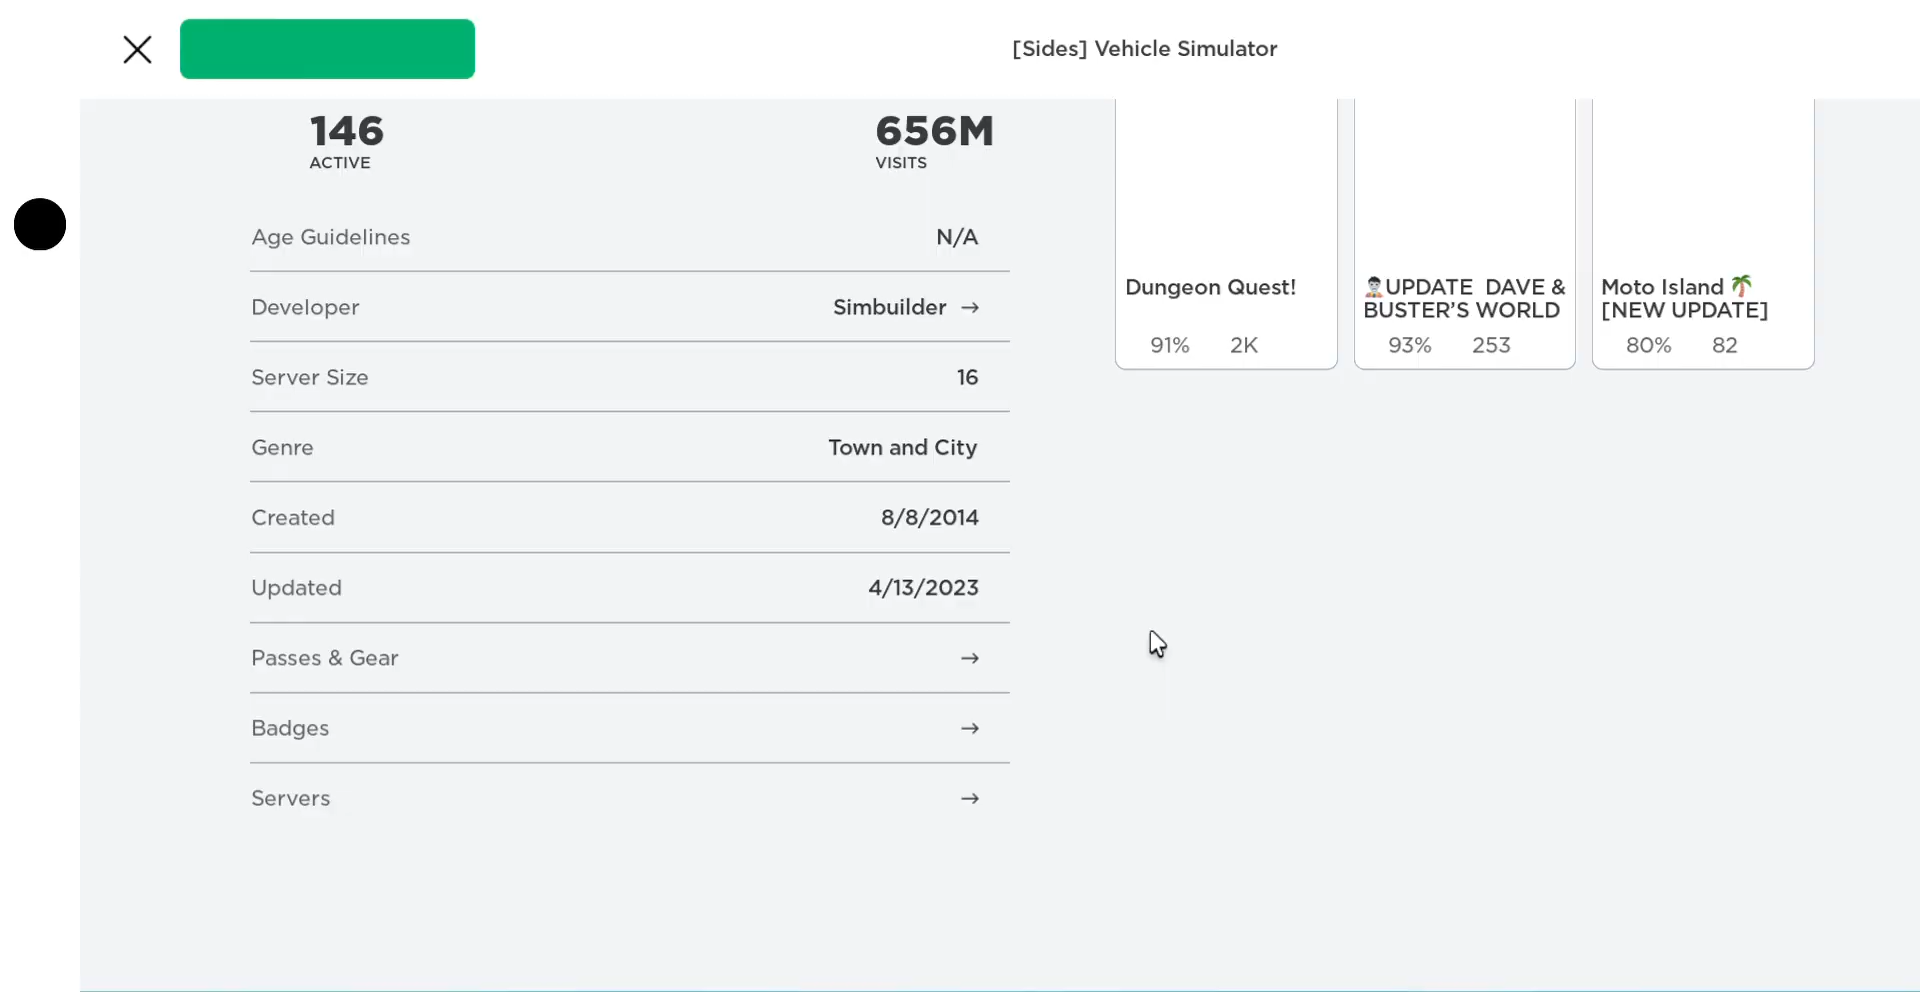 [Sides] Vehicle Simulator
146
ACTIVE
656M
VISITS
Age Guidelines N/A
Developer Simbuilder →
Server Size 16
Genre Town and City
Created 8/8/2014
Updated 4/13/2023
Passes & Gear →
Badges →
Servers →
Dungeon Quest!
91% 2K
👨🏻‍✈️UPDATE DAVE &
BUSTER’S WORLD
93% 253
Moto Island 🌴
[NEW UPDATE]
80% 82